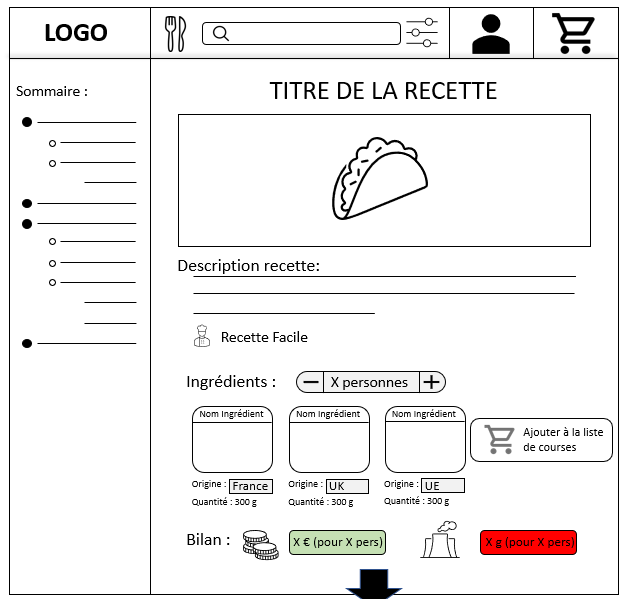 LOGO
Sommaire :
TITRE DE LA RECETTE
Description recette:
Recette Facile
Ingrédients :
X personnes
Nom Ingrédient
Nom Ingrédient
Nom Ingrédient
Ajouter à la liste
de courses
Origine : France
Origine : UK
Origine : UE
Quantité : 300 g
Quantité : 300 g
Quantité : 300 g
Bilan :
X € (pour X pers)
X g (pour X pers)